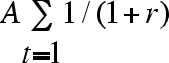 A ∑ 1 / (1 + r)
t=1